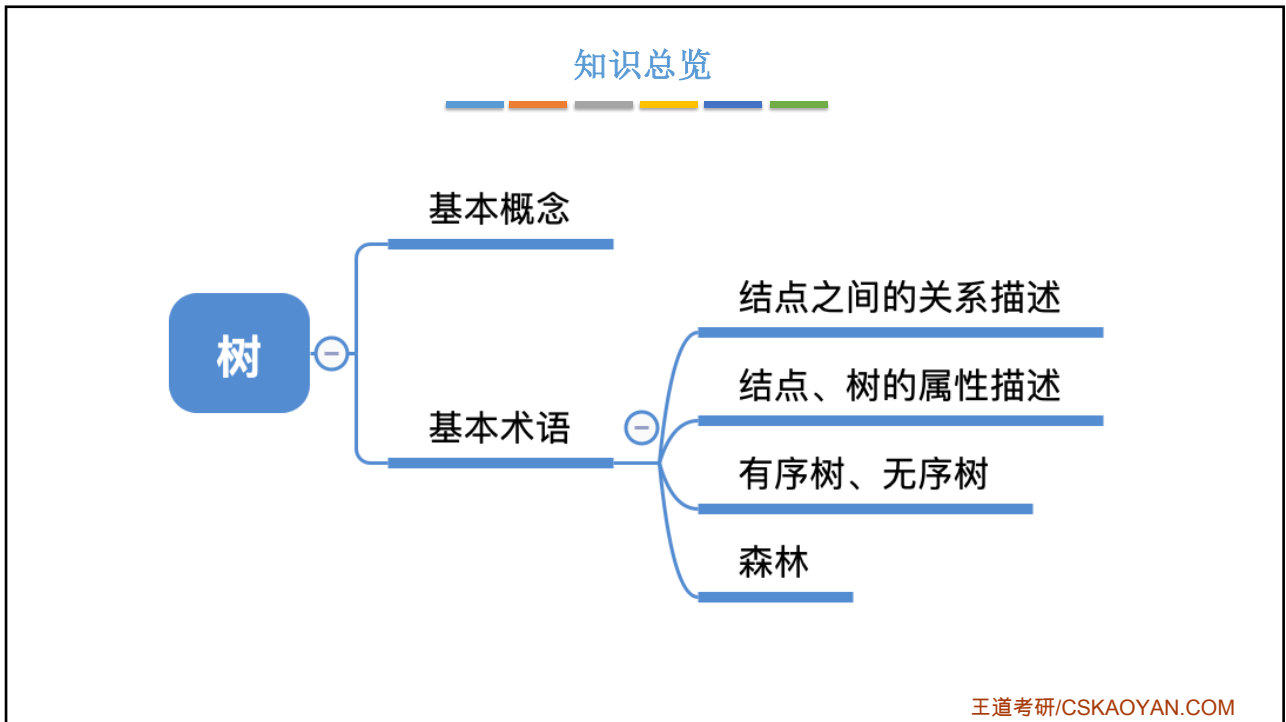 知识总览
基本概念
树
基本术语
结点之间的关系描述
结点、树的属性描述
有序树、无序树
森林
王道考研/CSKAOYAN.COM